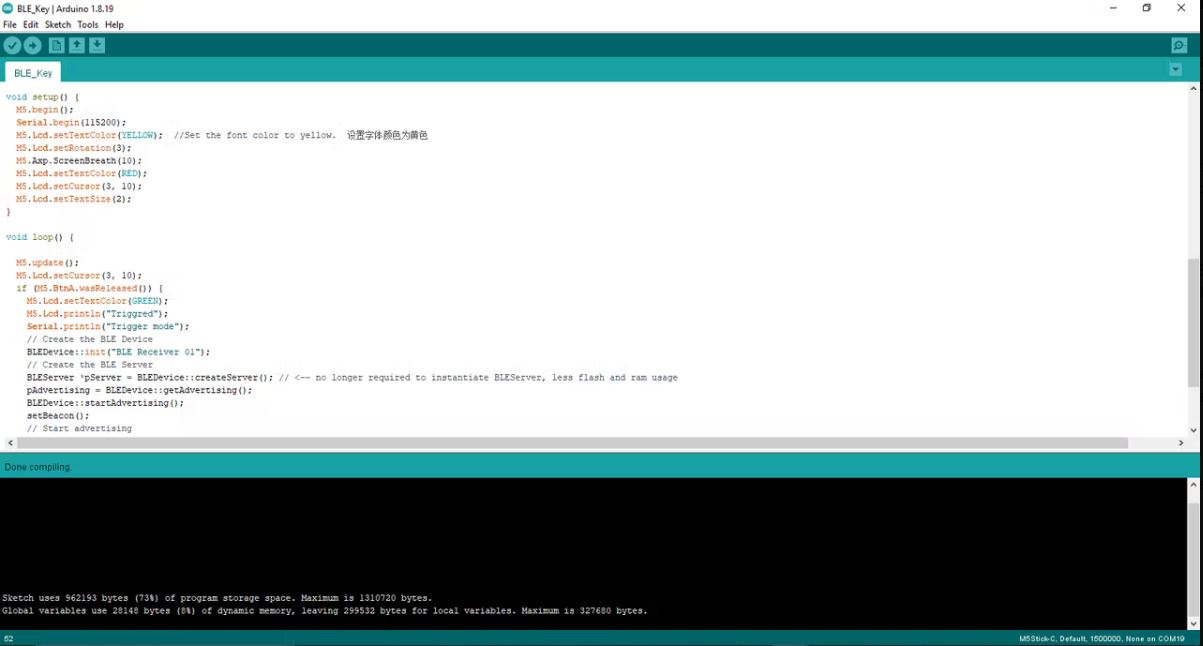 BLE_Key | Arduino 1.8.19
File Edit Sketch Tools Help
BLE_Key
void setup() {
M5.begin();
Serial.begin(115200);
M5.Lcd.setTextColor(YELLOW); //Set the font color to yellow. 设置字体颜色为黄色
M5.Lcd.setRotation(3);
M5.Axp.ScreenBreath(10);
M5.Lcd.setTextColor(RED);
M5.Lcd.setCursor(3, 10);
M5.Lcd.setTextSize(2);
}
void loop() {
M5.update();
M5.Lcd.setCursor(3, 10);
if (M5.BtnA.wasReleased()) {
M5.Lcd.setTextColor(GREEN);
M5.Lcd.println("Triggred");
Serial.println("Trigger mode");
// Create the BLE Device
BLEDevice::init("BLE Receiver 01");
// Create the BLE Server
BLEServer *pServer = BLEDevice::createServer(); // <-- no longer required to instantiate BLEServer, less flash and ram usage
pAdvertising = BLEDevice::getAdvertising();
BLEDevice::startAdvertising();
setBeacon();
// Start advertising
Done compiling.
Sketch uses 962193 bytes (73%) of program storage space. Maximum is 1310720 bytes.
Global variables use 28148 bytes (8%) of dynamic memory, leaving 299532 bytes for local variables. Maximum is 327680 bytes.
52
M5Stick-C, Default, 1500000, None on COM19